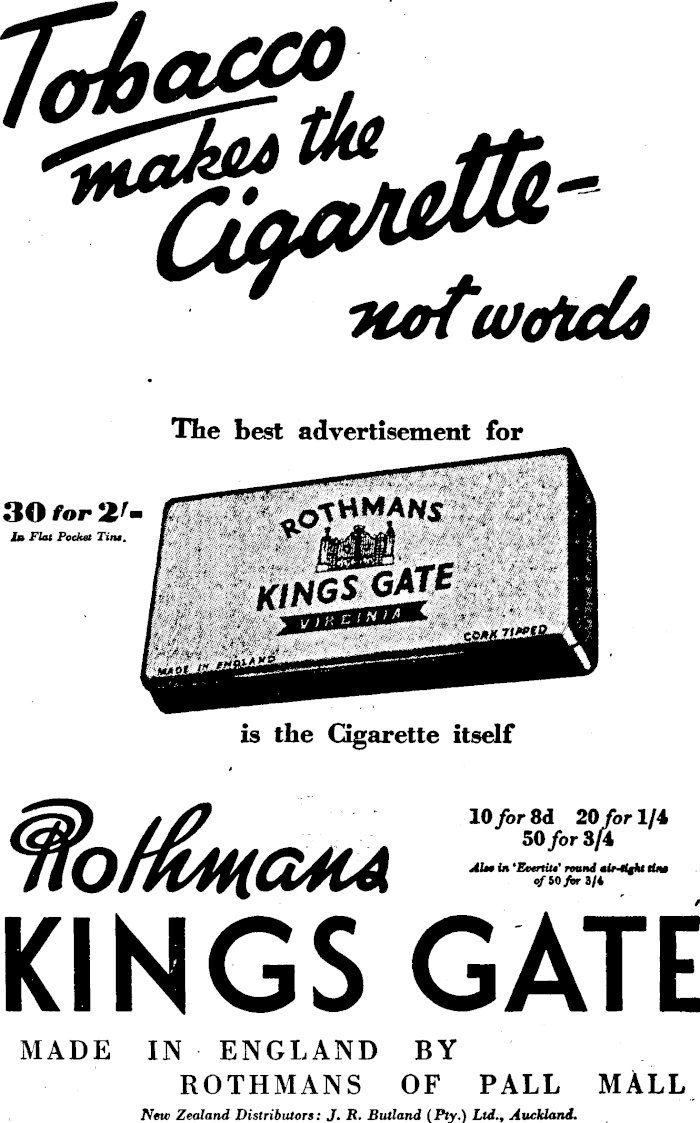 Tobacco
makes the
Cigarette—
not words
The best advertisement for
30 for 2/-
In Flat Pocket Tins.
ROTHMANS
KINGS GATE
VIRGINIA
CORK TIPPED
MADE IN ENGLAND
is the Cigarette itself
Rothmans
10 for 8d 20 for 1/4
50 for 3/4
Also in 'Evertite' round air-tight tins
of 50 for 3/4
KINGS GATE
MADE IN ENGLAND BY
ROTHMANS OF PALL MALL
New Zealand Distributors: J. R. Butland (Pty.) Ltd., Auckland.